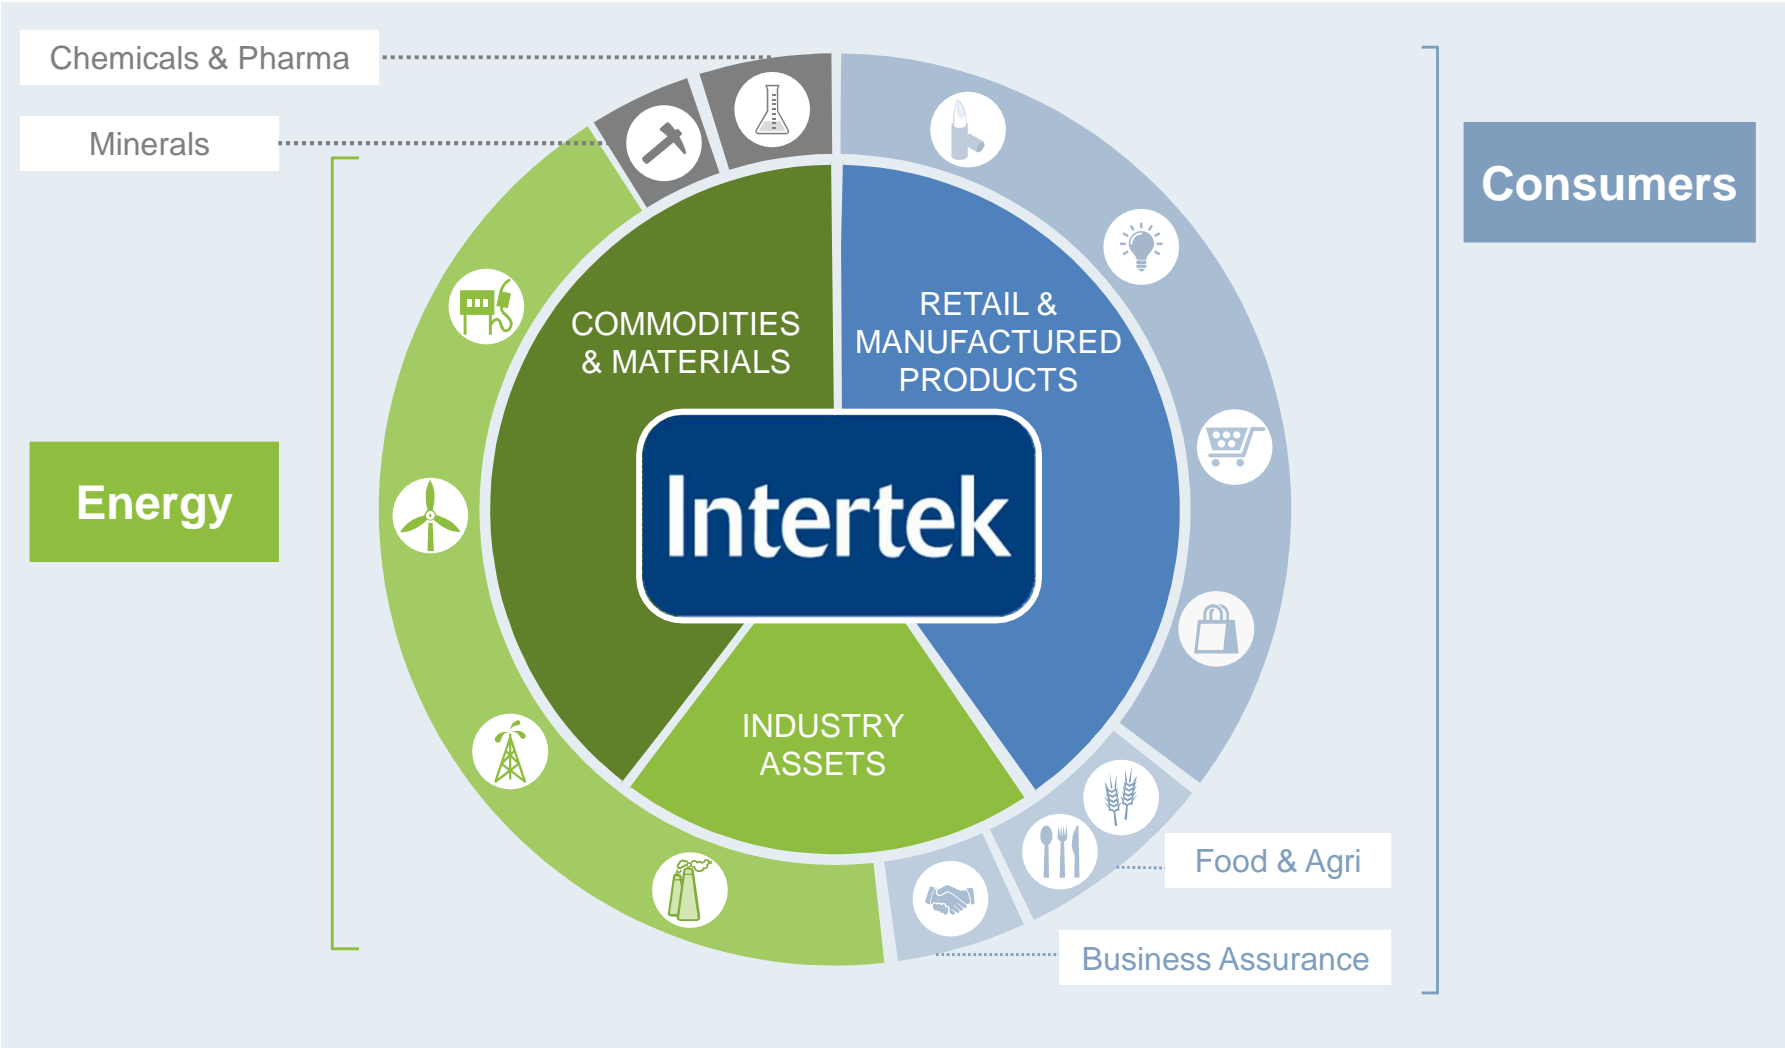 Chemicals & Pharma
Minerals
Consumers
COMMODITIES
& MATERIALS
RETAIL &
MANUFACTURED
PRODUCTS
Energy
Intertek
INDUSTRY
ASSETS
Food & Agri
Business Assurance